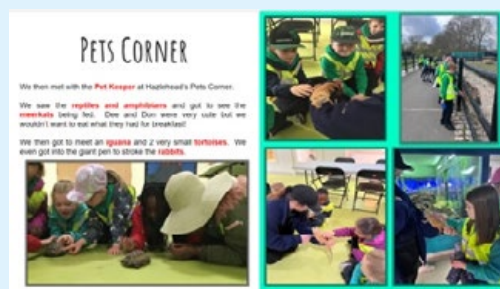 PETS CORNER
We then met with the Pet Keeper at Hazlehead's Pets Corner.
We saw the reptiles and amphibians and got to see the
meerkats being fed. Dee and Don were very cute but we
wouldn't want to eat what they had for breakfast!
We then got to meet an iguana and 2 very small tortoises. We
even got into the giant pen to stroke the rabbits.